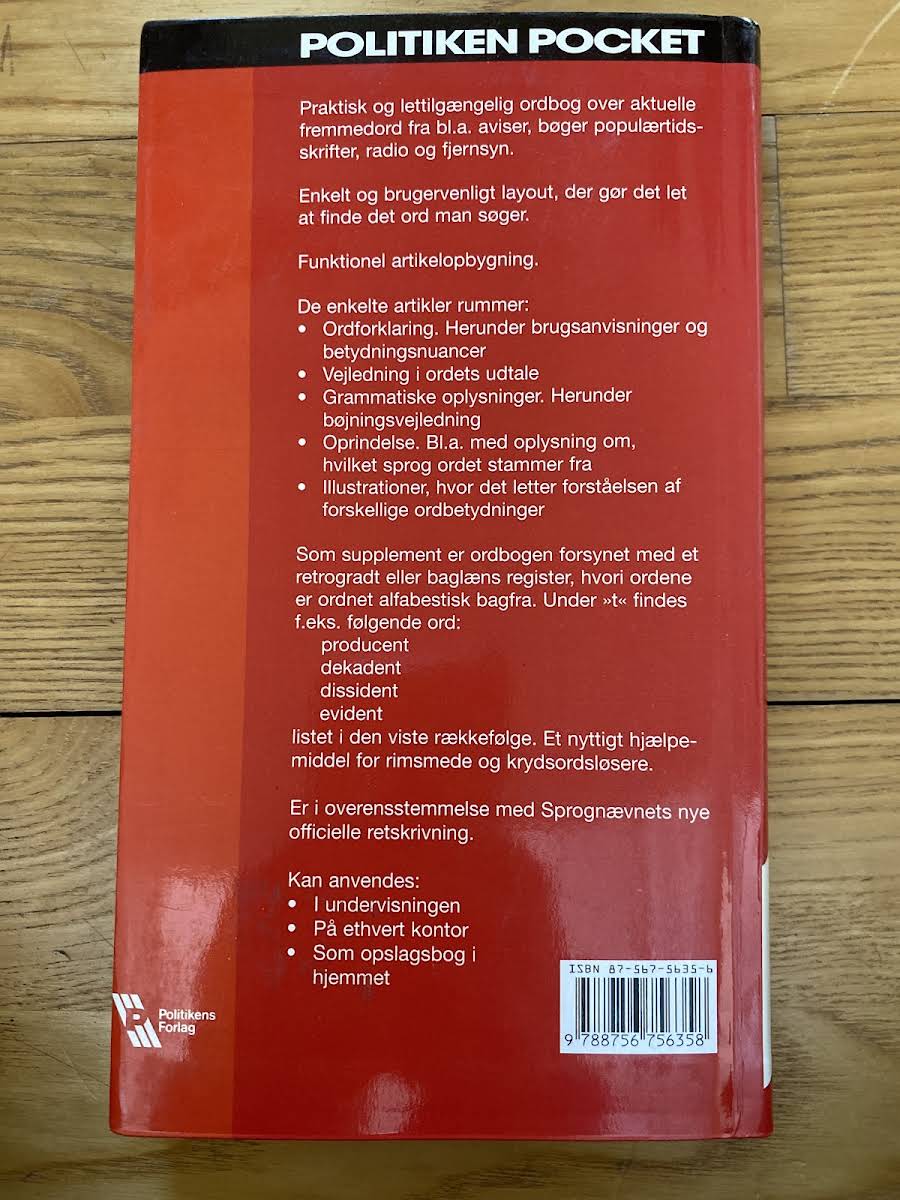 POLITIKEN POCKET
Praktisk og lettilgængelig ordbog over aktuelle
fremmedord fra bl.a. aviser, bøger populærtids-
skrifter, radio og fjernsyn.
Enkelt og brugervenligt layout, der gør det let
at finde det ord man søger.
Funktionel artikelopbygning.
De enkelte artikler rummer:
• Ordforklaring. Herunder brugsanvisninger og
betydningsnuancer
• Vejledning i ordets udtale
• Grammatiske oplysninger. Herunder
bøjningsvejledning
• Oprindelse. Bl.a. med oplysning om,
hvilket sprog ordet stammer fra
• Illustrationer, hvor det letter forståelsen af
forskellige ordbetydninger
Som supplement er ordbogen forsynet med et
retrogradt eller baglæns register, hvori ordene
er ordnet alfabestisk bagfra. Under »t« findes
f.eks. følgende ord:
producent
dekadent
dissident
evident
listet i den viste rækkefølge. Et nyttigt hjælpe-
middel for rimsmede og krydsordsløsere.
Er i overensstemmelse med Sprognævnets nye
officielle retskrivning.
Kan anvendes:
• I undervisningen
• På ethvert kontor
• Som opslagsbog i
hjemmet
P
Politikens
Forlag
ISBN 87-567-5635-6
9 788756 756358